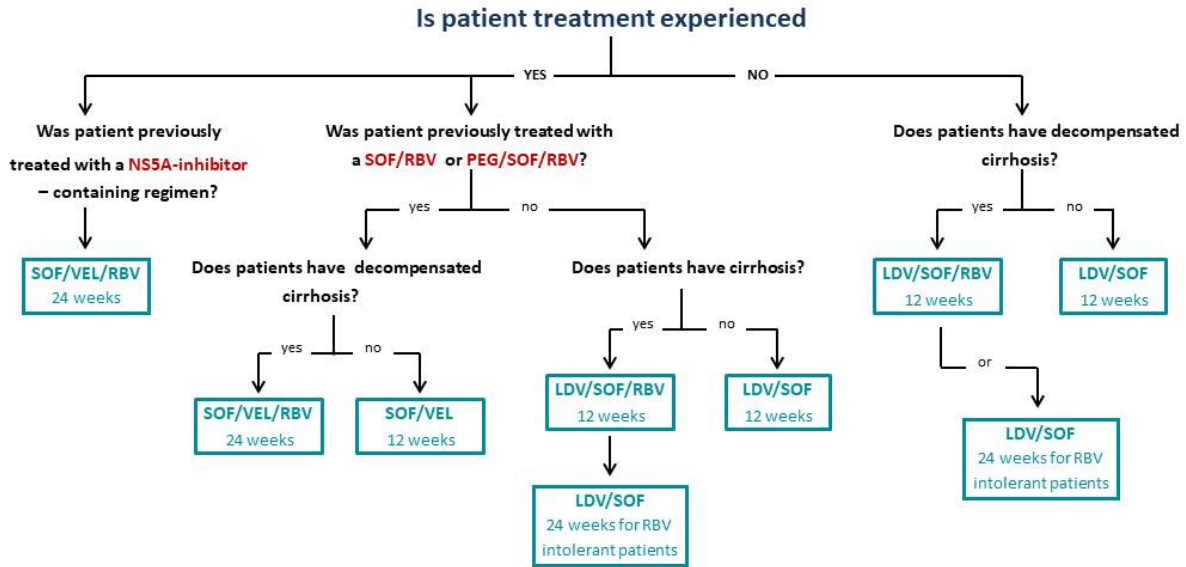 Is patient treatment experienced
YES
NO
Was patient previously
treated with a NS5A-inhibitor
– containing regimen?
SOF/VEL/RBV
24 weeks
Was patient previously treated with
a SOF/RBV or PEG/SOF/RBV?
yes
no
Does patients have decompensated
cirrhosis?
yes
no
SOF/VEL/RBV
24 weeks
SOF/VEL
12 weeks
Does patients have cirrhosis?
yes
no
LDV/SOF/RBV
12 weeks
LDV/SOF
12 weeks
LDV/SOF
24 weeks for RBV
intolerant patients
Does patients have decompensated
cirrhosis?
yes
no
LDV/SOF/RBV
12 weeks
LDV/SOF
12 weeks
or
LDV/SOF
24 weeks for RBV
intolerant patients